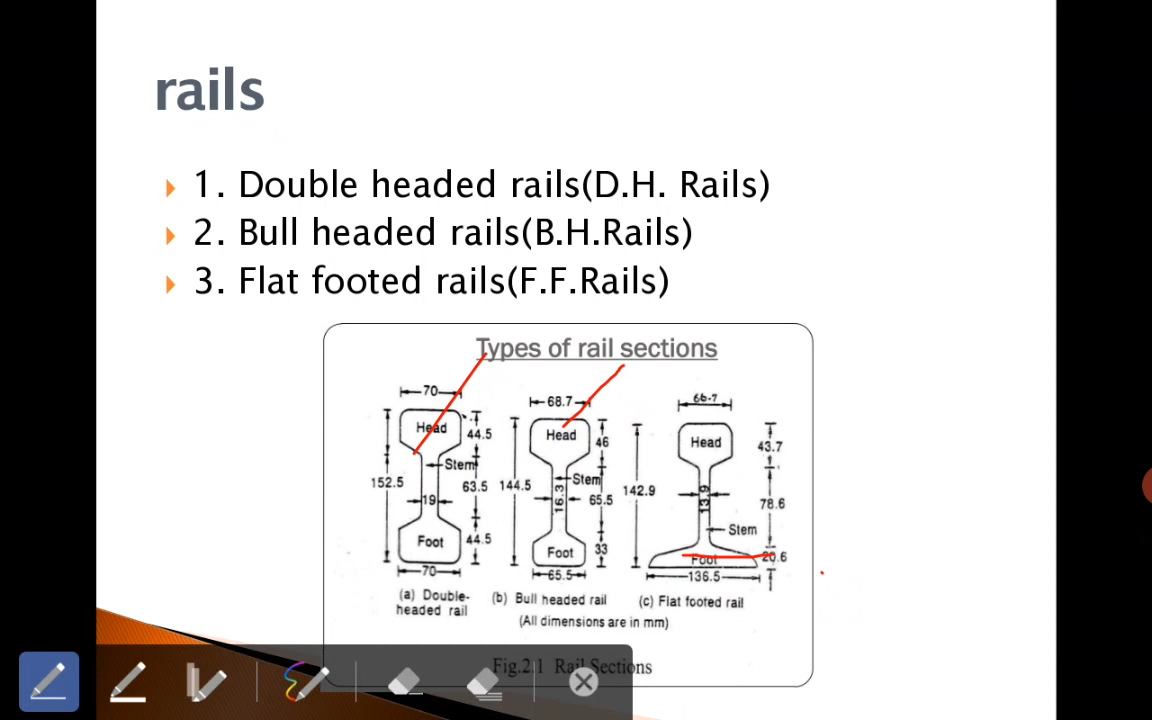 rails
1. Double headed rails(D.H. Rails)
2. Bull headed rails(B.H.Rails)
3. Flat footed rails(F.F.Rails)
Types of rail sections
70 68.7 66-7
Head 44.5 Head 46 Head 43.7
152.5 Stem 63.5 144.5 Stem 65.5 142.9 78.6
19 16.3 13.9 Stem
Foot 44.5 Foot 33 Foot 20.6
70 65.5 136.5
(a) Double-headed rail (b) Bull headed rail (c) Flat footed rail
(All dimensions are in mm)
Fig.2.1 Rail Sections